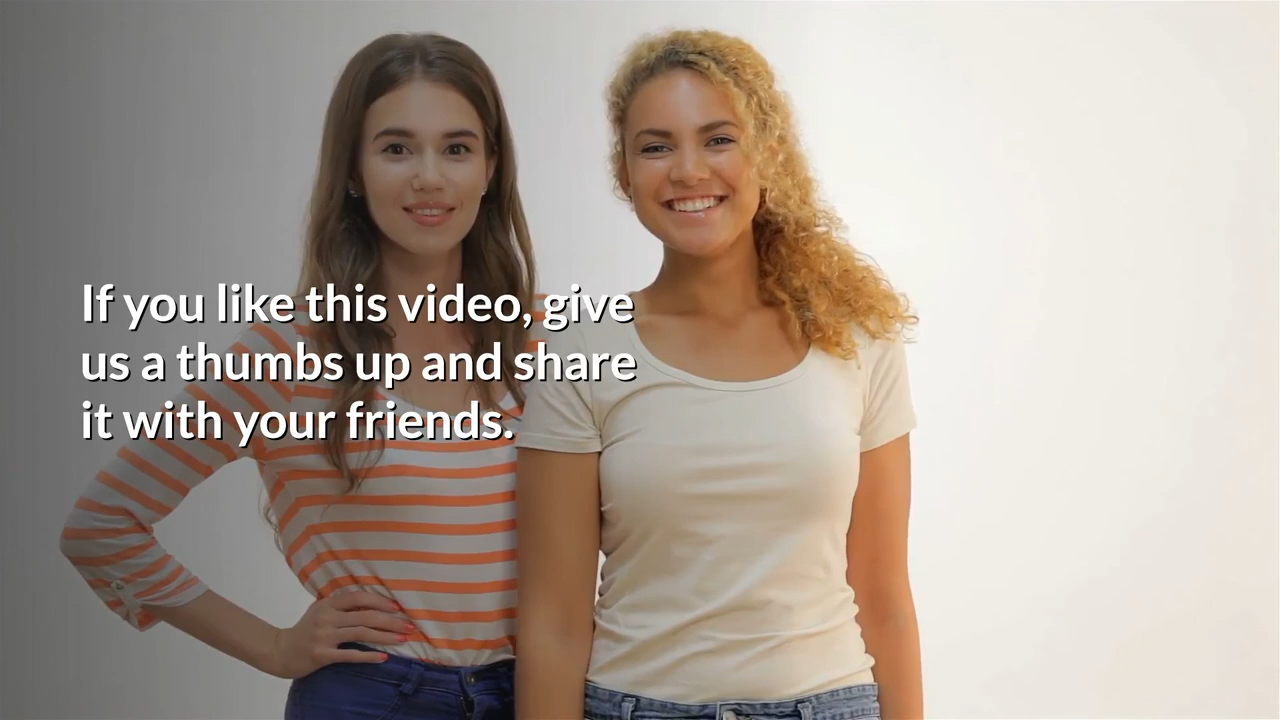 If you like this video, give
us a thumbs up and share
it with your friends.